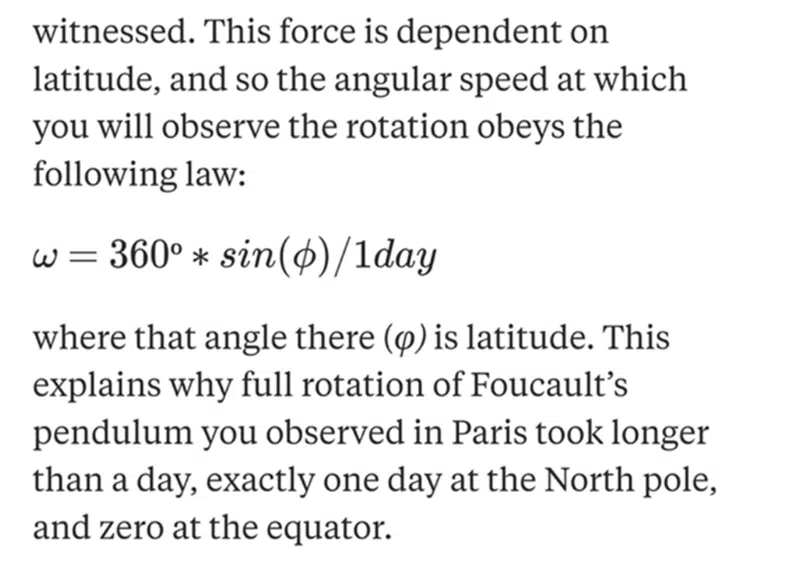 witnessed. This force is dependent on
latitude, and so the angular speed at which
you will observe the rotation obeys the
following law:
ω = 360º * sin(ϕ)/1day
where that angle there (φ) is latitude. This
explains why full rotation of Foucault’s
pendulum you observed in Paris took longer
than a day, exactly one day at the North pole,
and zero at the equator.